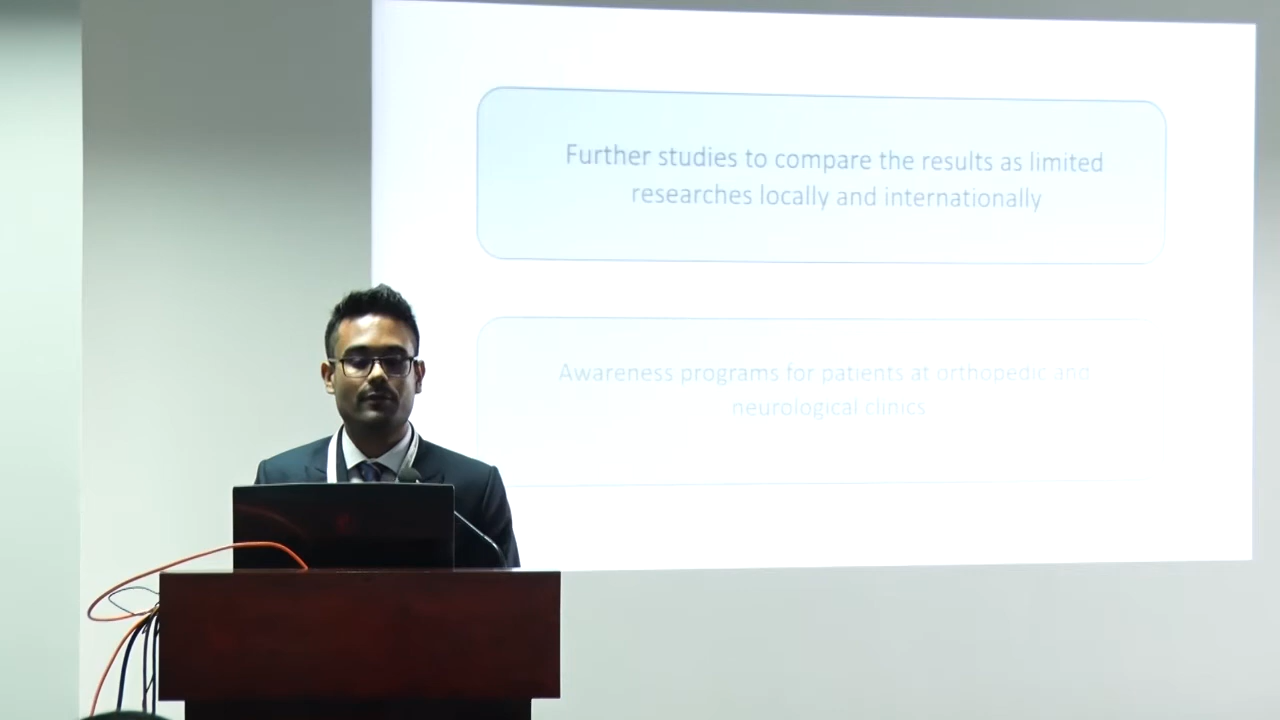 Further studies to compare the results as limited
researches locally and internationally
Awareness programs for patients at orthopedic and
neurological clinics